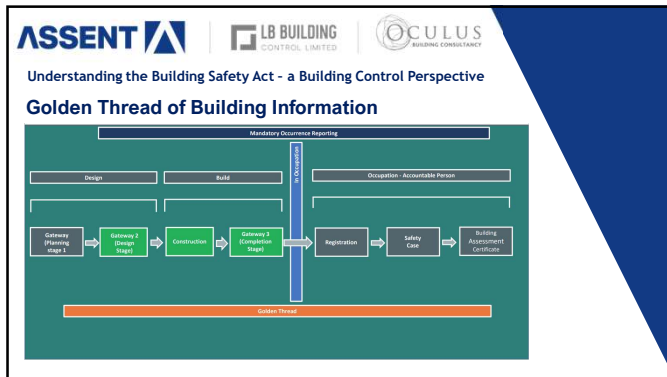 ASSENT
LB BUILDING
CONTROL LIMITED
OCULUS
BUILDING CONSULTANCY
Understanding the Building Safety Act - a Building Control Perspective
Golden Thread of Building Information
Mandatory Occurrence Reporting
In Occupation
Design
Build
Occupation - Accountable Person
Gateway
(Planning
stage 1
Gateway 2
(Design
Stage)
Construction
Gateway 3
(Completion
Stage)
Registration
Safety
Case
Building
Assessment
Certificate
Golden Thread